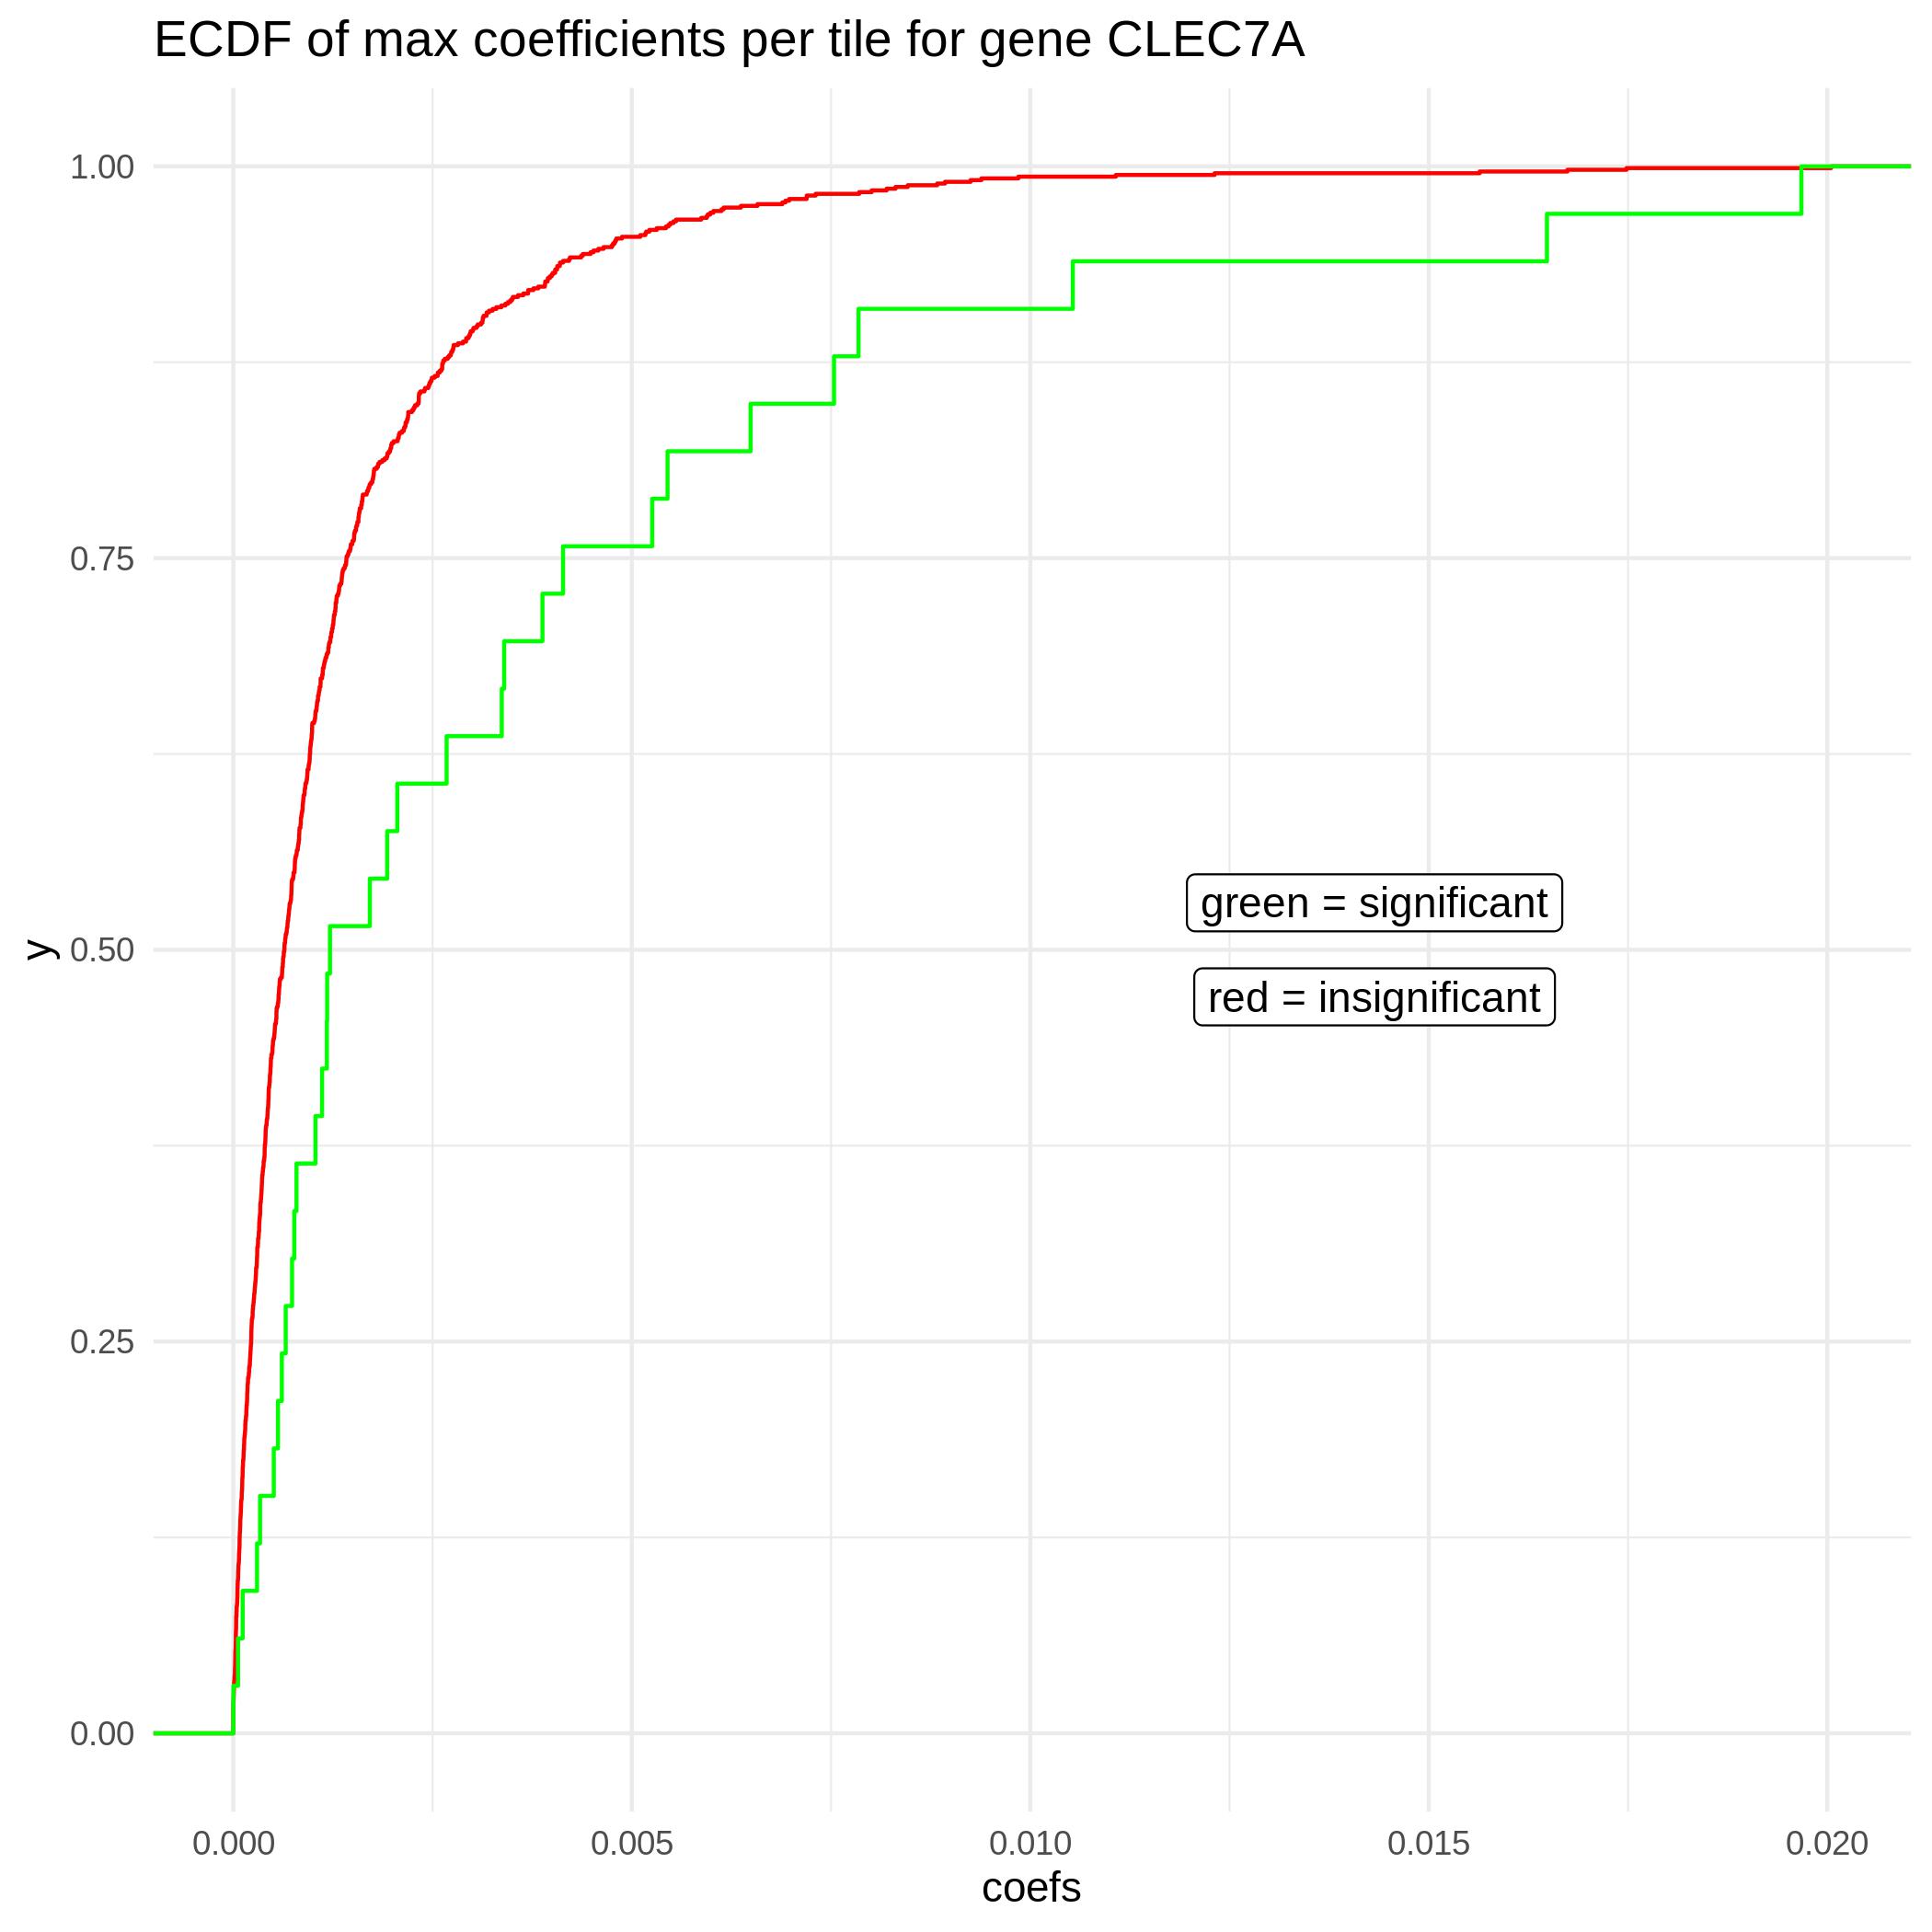 ECDF of max coefficients per tile for gene CLEC7A
1.00
0.75
0.50
0.25
0.00
y
green = significant
red = insignificant
0.000 0.005 0.010 0.015 0.020
coefs